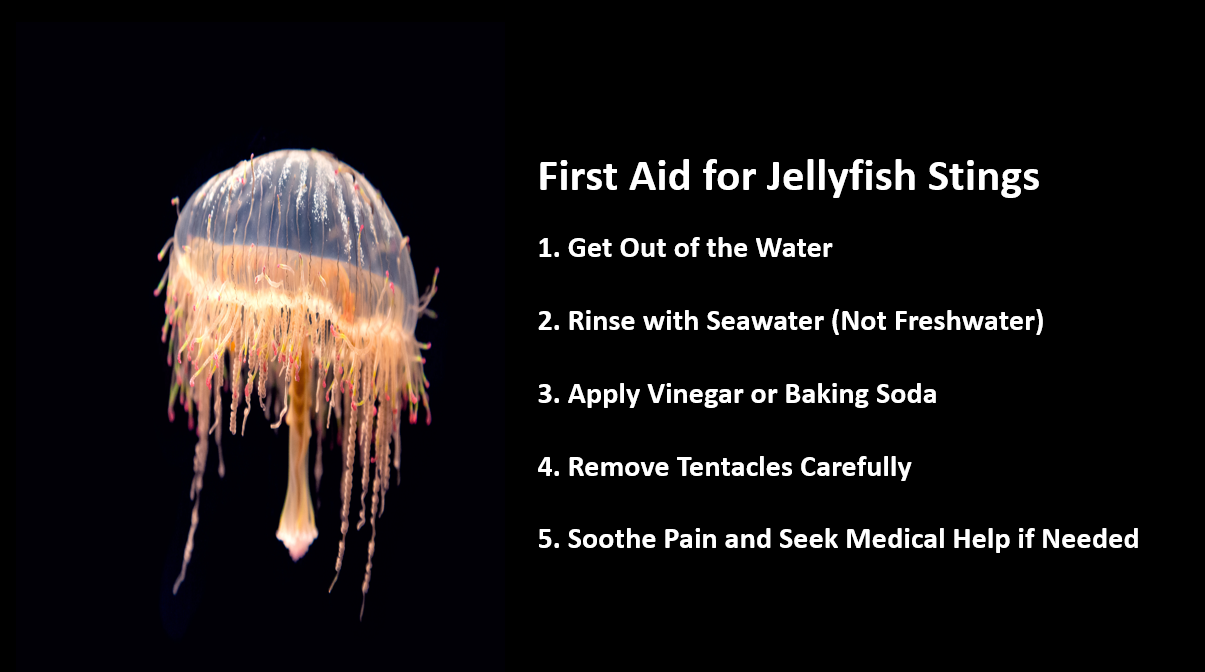 First Aid for Jellyfish Stings
1. Get Out of the Water
2. Rinse with Seawater (Not Freshwater)
3. Apply Vinegar or Baking Soda
4. Remove Tentacles Carefully
5. Soothe Pain and Seek Medical Help if Needed